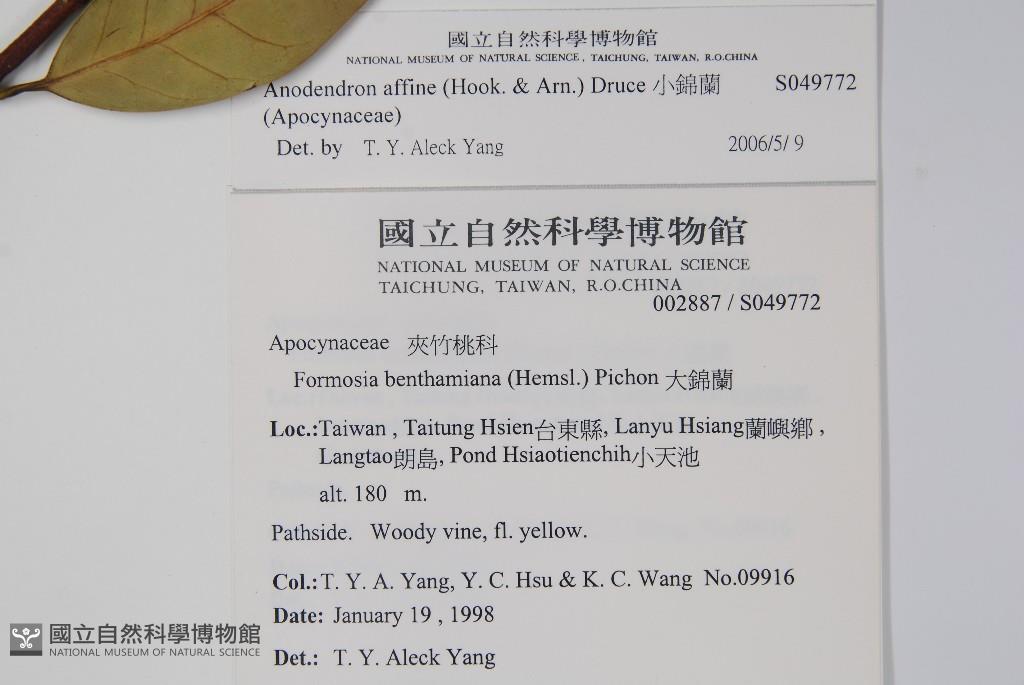 國立自然科學博物館
NATIONAL MUSEUM OF NATURAL SCIENCE, TAICHUNG, TAIWAN, R.O.CHINA
Anodendron affine (Hook. & Arn.) Druce 小錦蘭 S049772
(Apocynaceae)
Det. by T. Y. Aleck Yang 2006/5/ 9
國立自然科學博物館
NATIONAL MUSEUM OF NATURAL SCIENCE
TAICHUNG, TAIWAN, R.O.CHINA
002887 / S049772
Apocynaceae 夾竹桃科
Formosia benthamiana (Hemsl.) Pichon 大錦蘭
Loc.:Taiwan , Taitung Hsien台東縣, Lanyu Hsiang蘭嶼鄉 ,
Langtao朗島, Pond Hsiaotienchih小天池
alt. 180 m.
Pathside. Woody vine, fl. yellow.
Col.:T. Y. A. Yang, Y. C. Hsu & K. C. Wang No.09916
Date: January 19 , 1998
Det.: T. Y. Aleck Yang
國立自然科學博物館
NATIONAL MUSEUM OF NATURAL SCIENCE